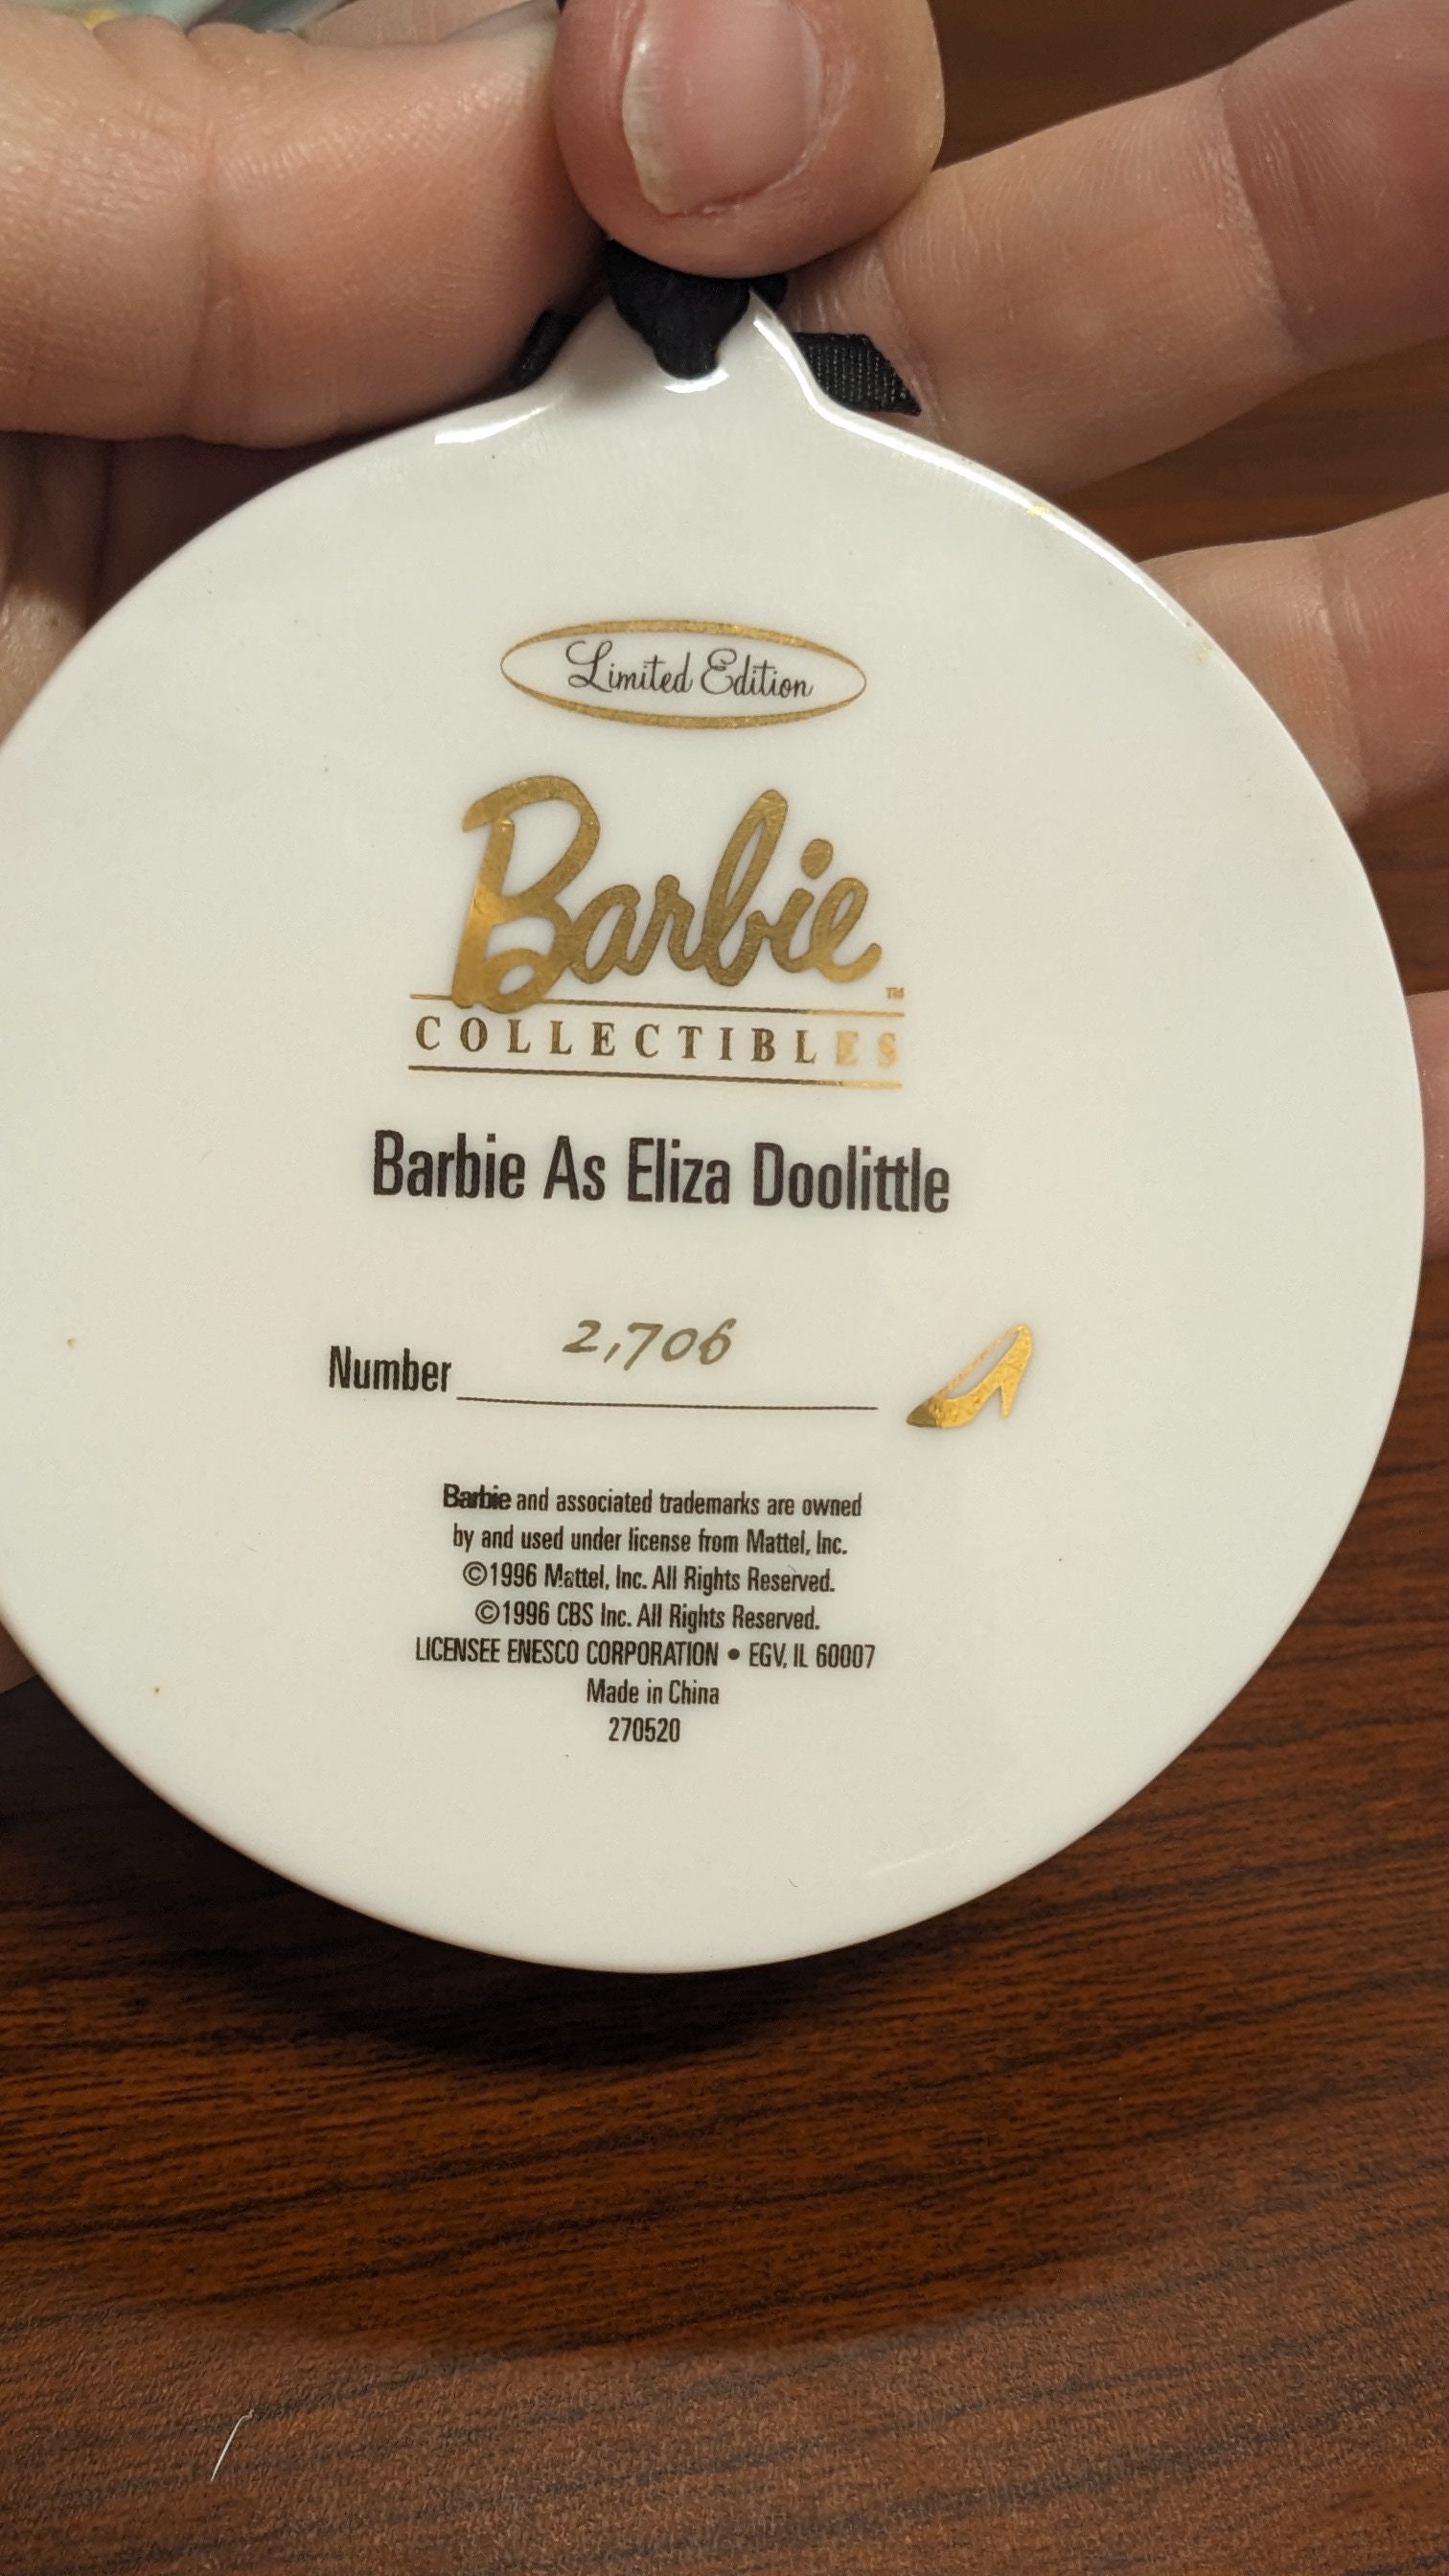 Limited Edition
Barbie ™
COLLECTIBLES
Barbie As Eliza Doolittle
Number 2,706
Barbie and associated trademarks are owned
by and used under license from Mattel, Inc.
©1996 Mattel, Inc. All Rights Reserved.
©1996 CBS Inc. All Rights Reserved.
LICENSEE ENESCO CORPORATION • EGV, IL 60007
Made in China
270520